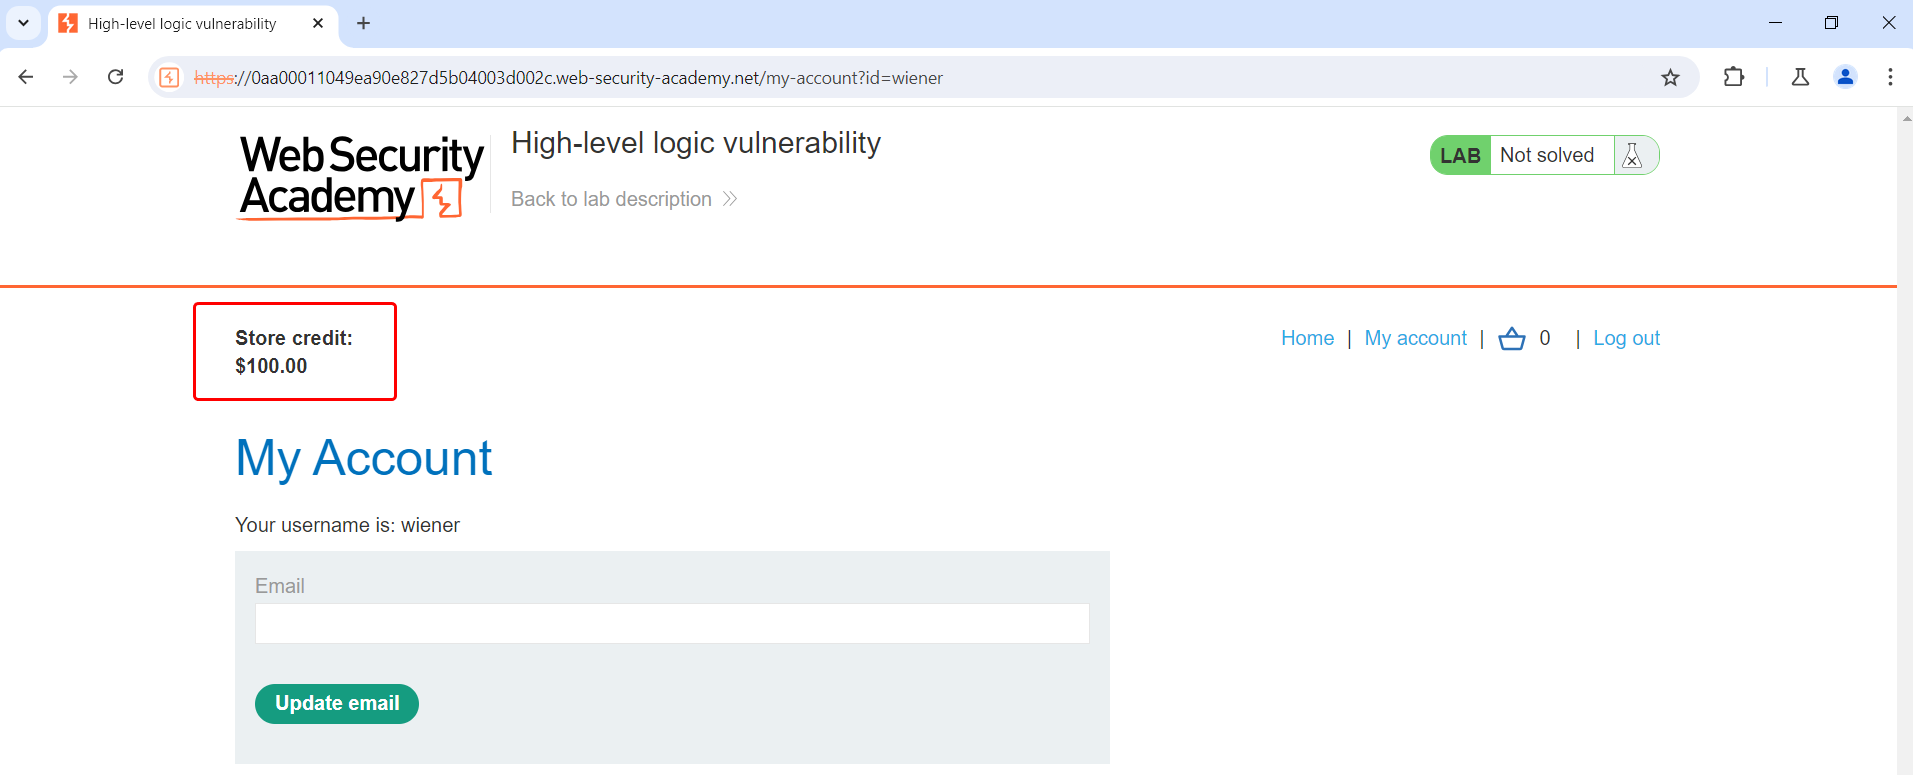 High-level logic vulnerability
https://0aa00011049ea90e827d5b04003d002c.web-security-academy.net/my-account?id=wiener
Web Security
Academy
High-level logic vulnerability
Back to lab description
LAB Not solved
Store credit:
$100.00
Home | My account | 0 | Log out
My Account
Your username is: wiener
Email
Update email